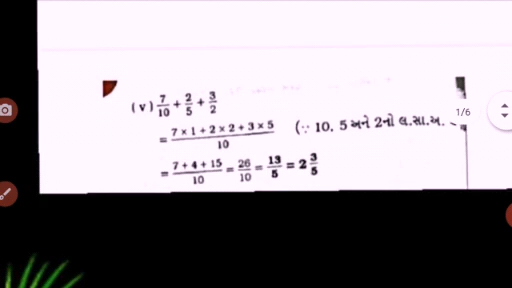 (v) 7/10 + 2/5 + 3/2
1/6
= 7 × 1 + 2 × 2 + 3 × 5 / 10 (∵ 10, 5 અને 2નો લ.સા.અ.
= 7 + 4 + 15 / 10 = 26/10 = 13/5 = 2 3/5